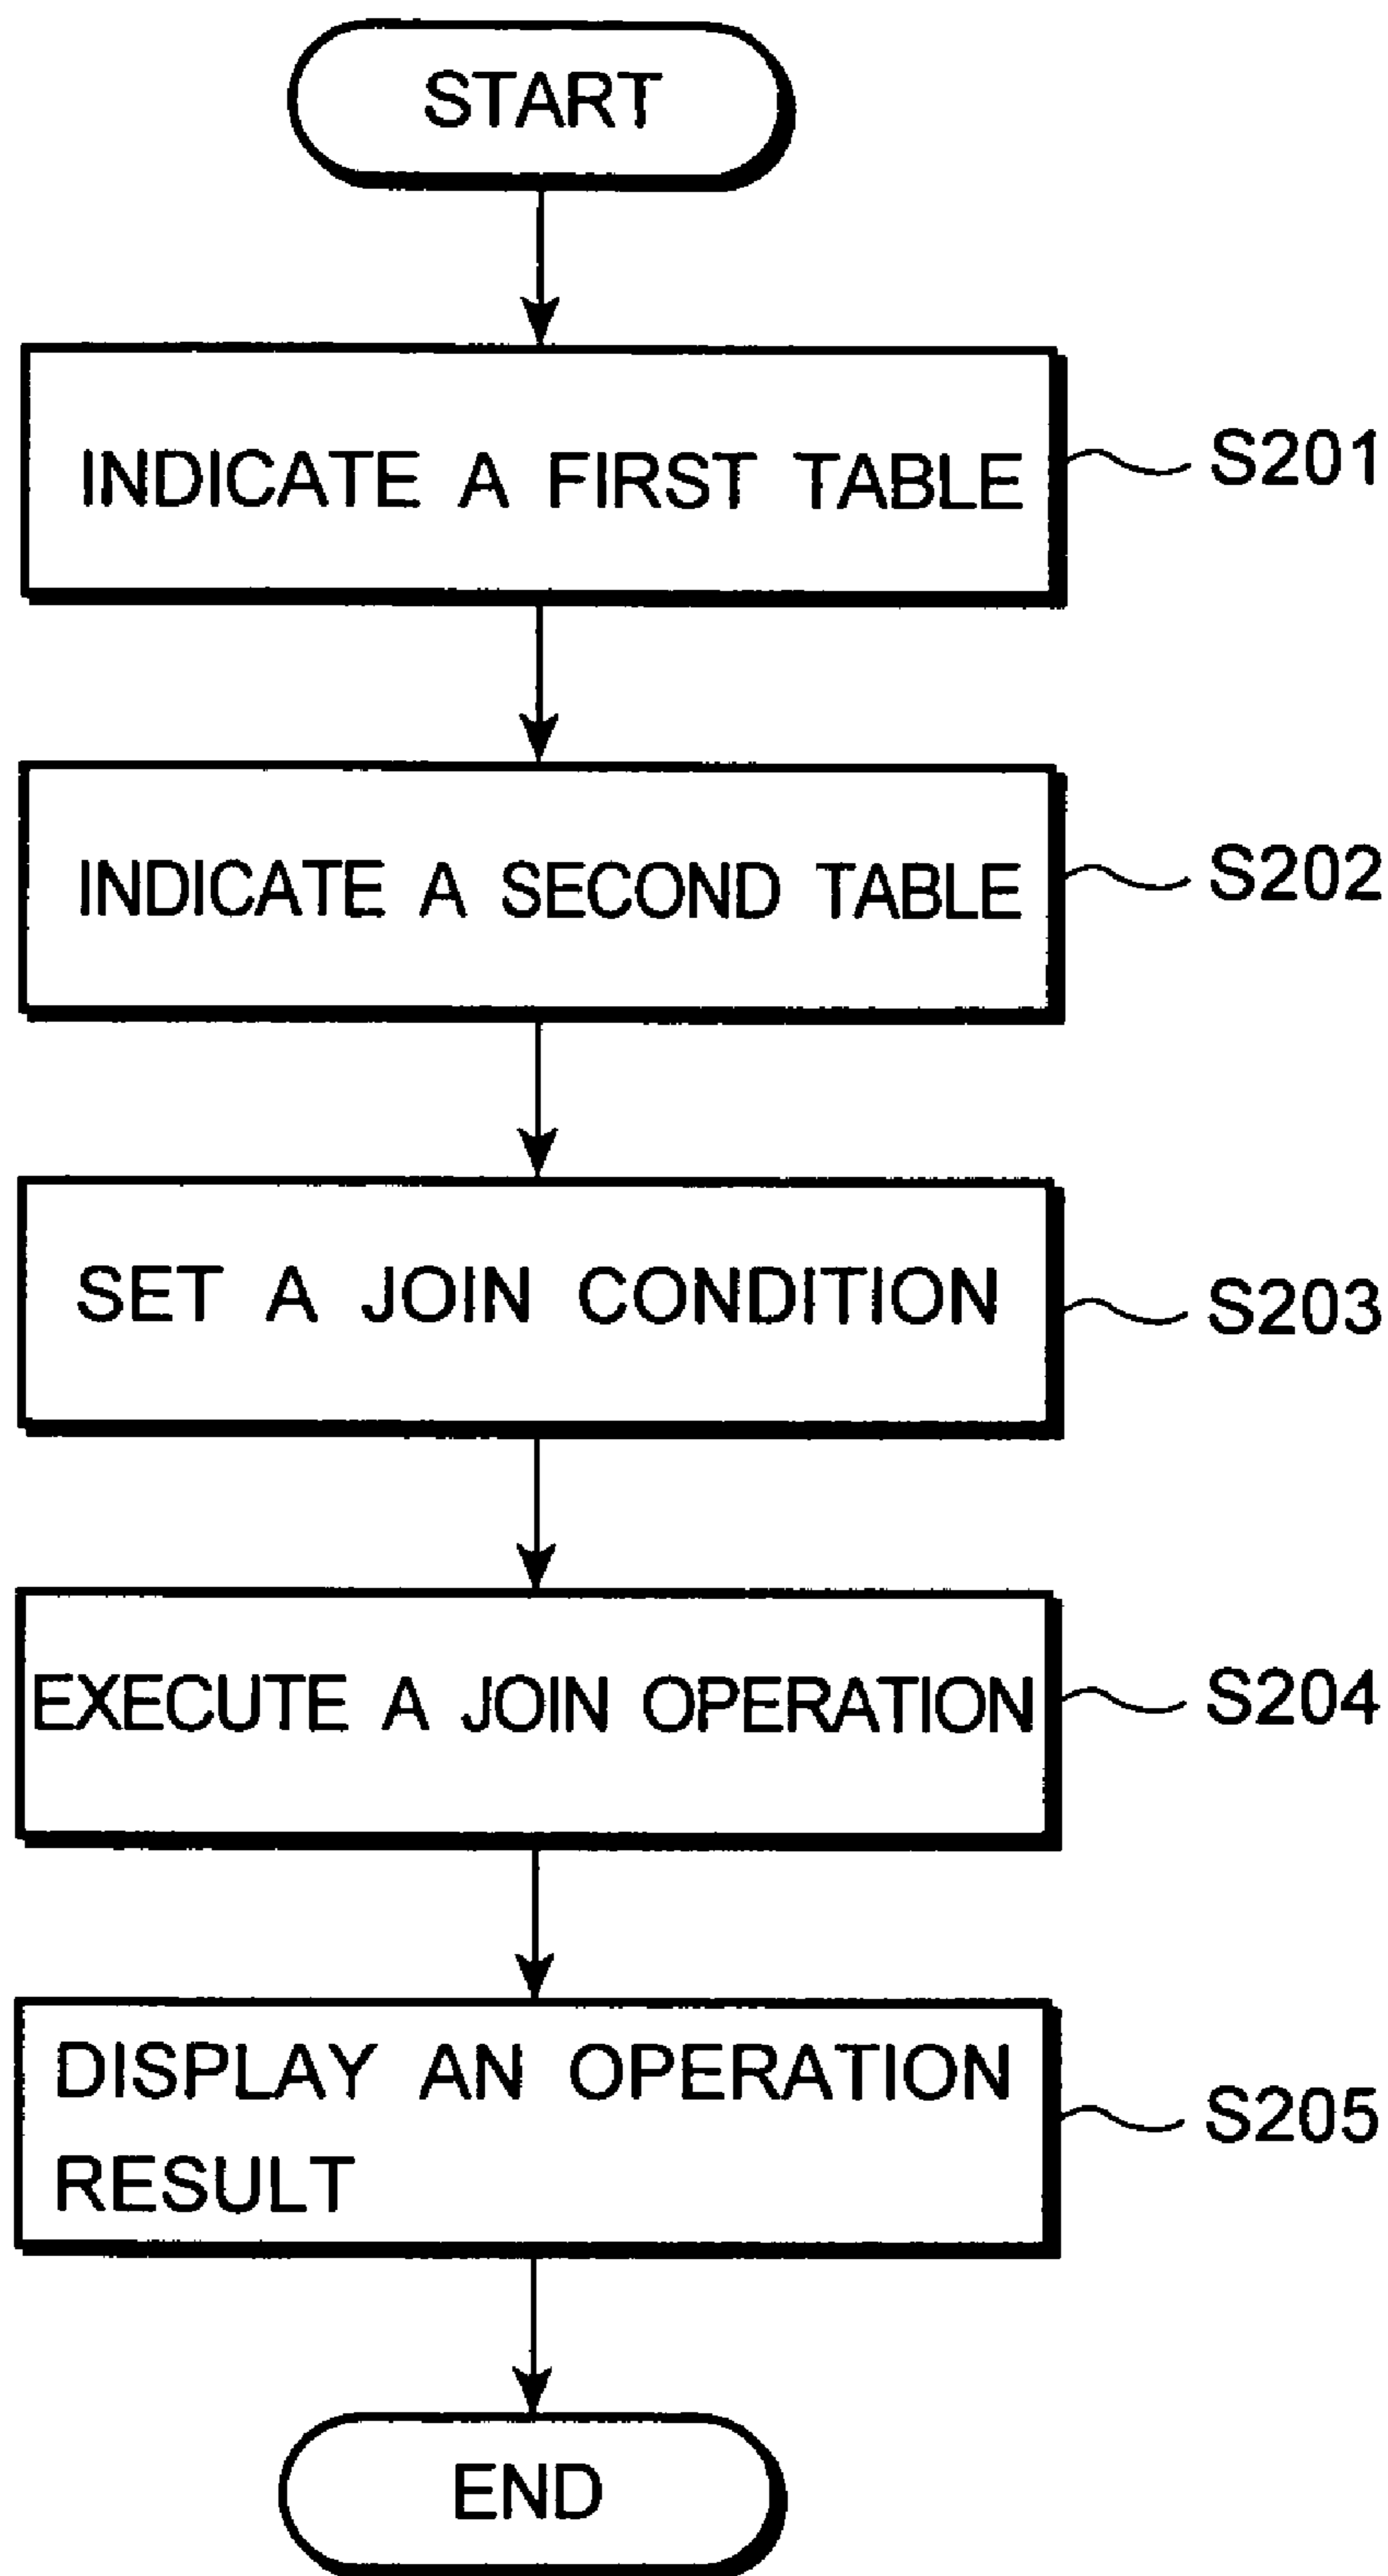 START
INDICATE A FIRST TABLE
S201
INDICATE A SECOND TABLE
S202
SET A JOIN CONDITION
S203
EXECUTE A JOIN OPERATION
S204
DISPLAY AN OPERATION
RESULT
S205
END